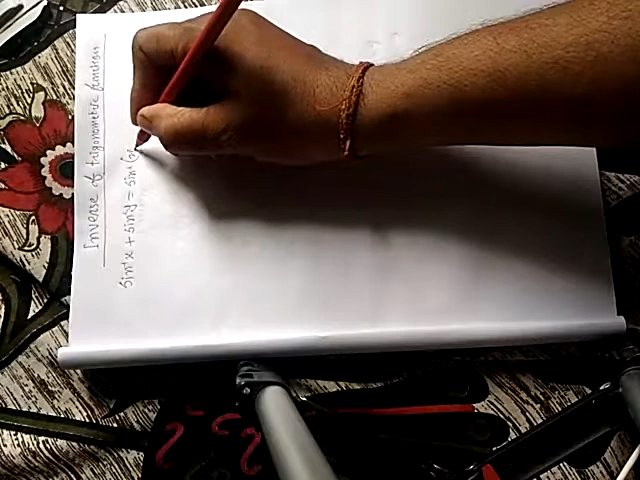 Inverse of trigonometric functions
sin⁻¹x + sin⁻¹y = sin⁻¹(x